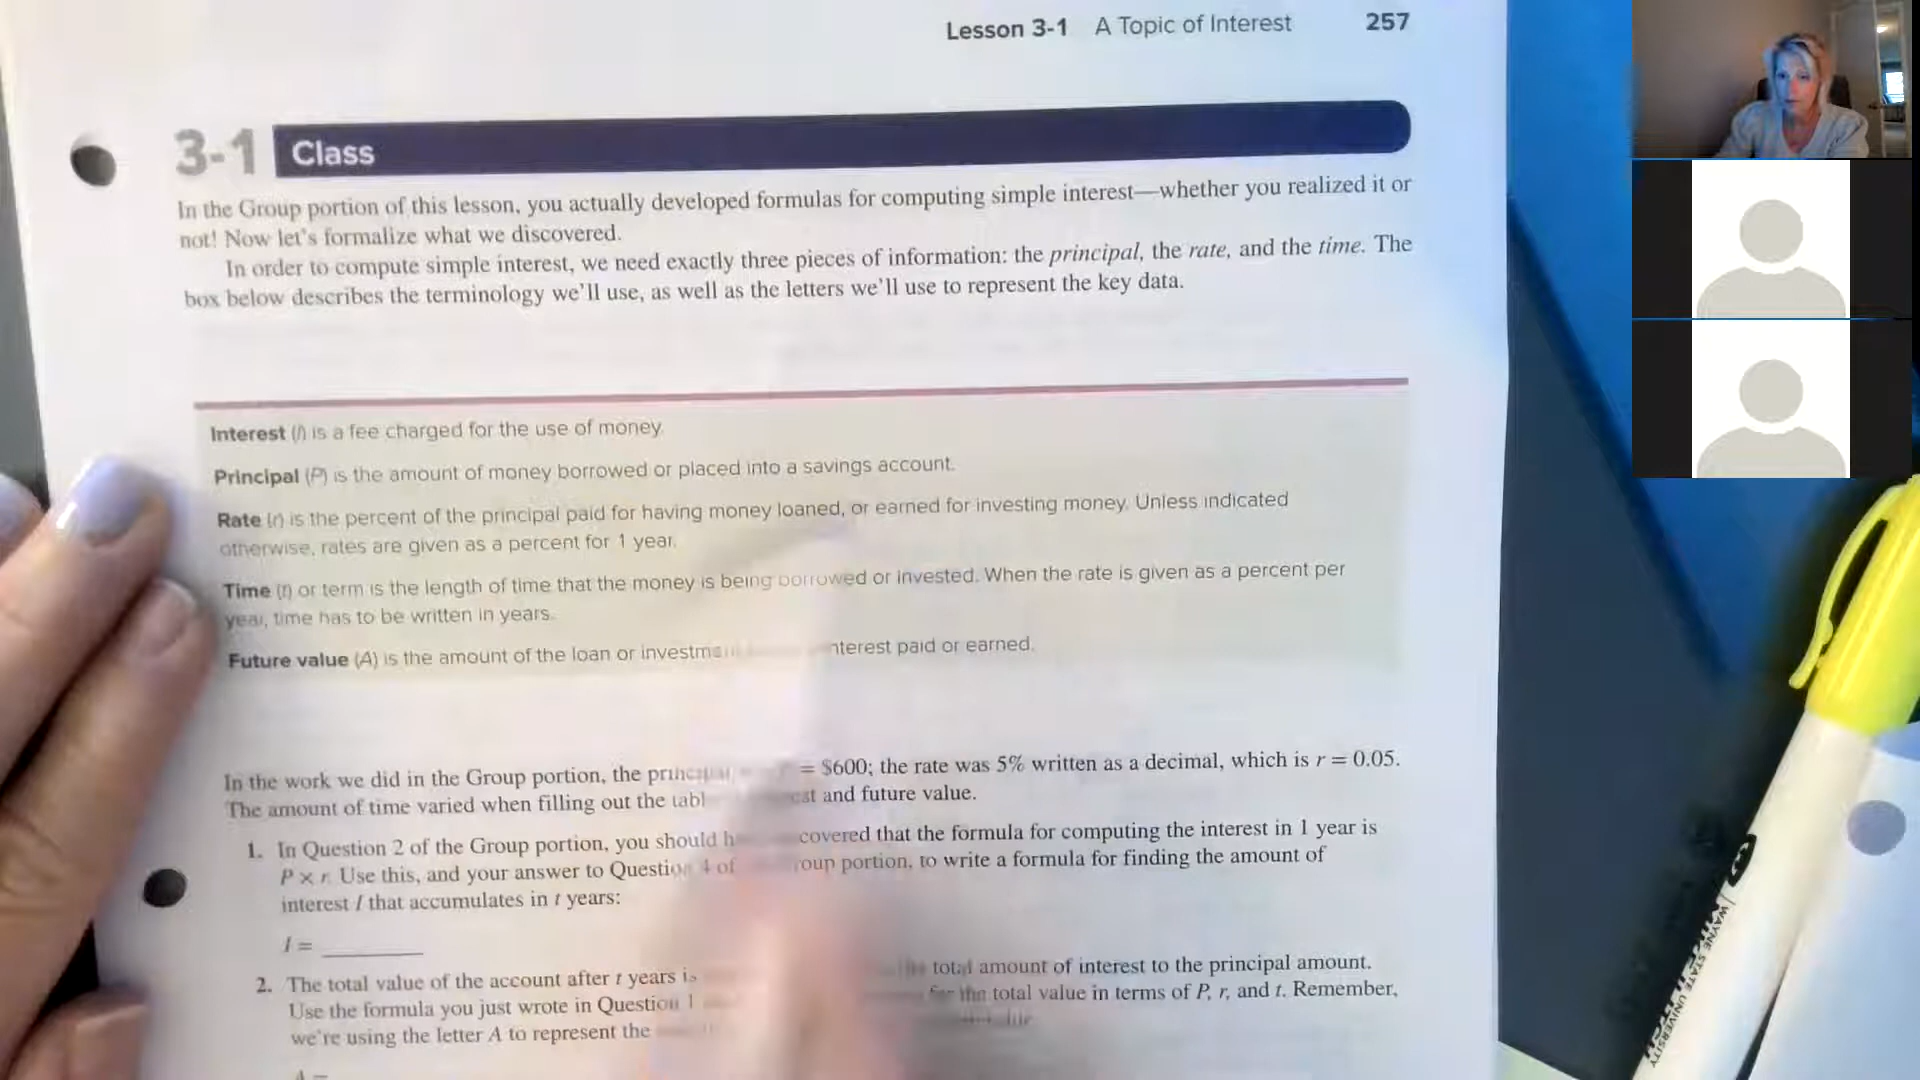 Lesson 3-1 A Topic of Interest 257
3-1 Class
In the Group portion of this lesson, you actually developed formulas for computing simple interest—whether you realized it or
not! Now let's formalize what we discovered.
In order to compute simple interest, we need exactly three pieces of information: the principal, the rate, and the time. The
box below describes the terminology we'll use, as well as the letters we'll use to represent the key data.
Interest (I) is a fee charged for the use of money.
Principal (P) is the amount of money borrowed or placed into a savings account.
Rate (r) is the percent of the principal paid for having money loaned, or earned for investing money. Unless indicated
otherwise, rates are given as a percent for 1 year.
Time (t) or term is the length of time that the money is being borrowed or invested. When the rate is given as a percent per
year, time has to be written in years.
Future value (A) is the amount of the loan or interest paid or earned.
In the work we did in the Group portion, the principal = $600; the rate was 5% written as a decimal, which is r = 0.05.
The amount of time varied when filling out the and future value.
1. In Question 2 of the Group portion, you should that the formula for computing the interest in 1 year is
P × r. Use this, and your answer to Question 4 of portion, to write a formula for finding the amount of
interest I that accumulates in t years:
I = ________
2. The total value of the account after t years is total amount of interest to the principal amount.
Use the formula you just wrote in Question 1 the total value in terms of P, r, and t. Remember,
we're using the letter A to represent the
A =
WAYNE STATE UNIVERSITY